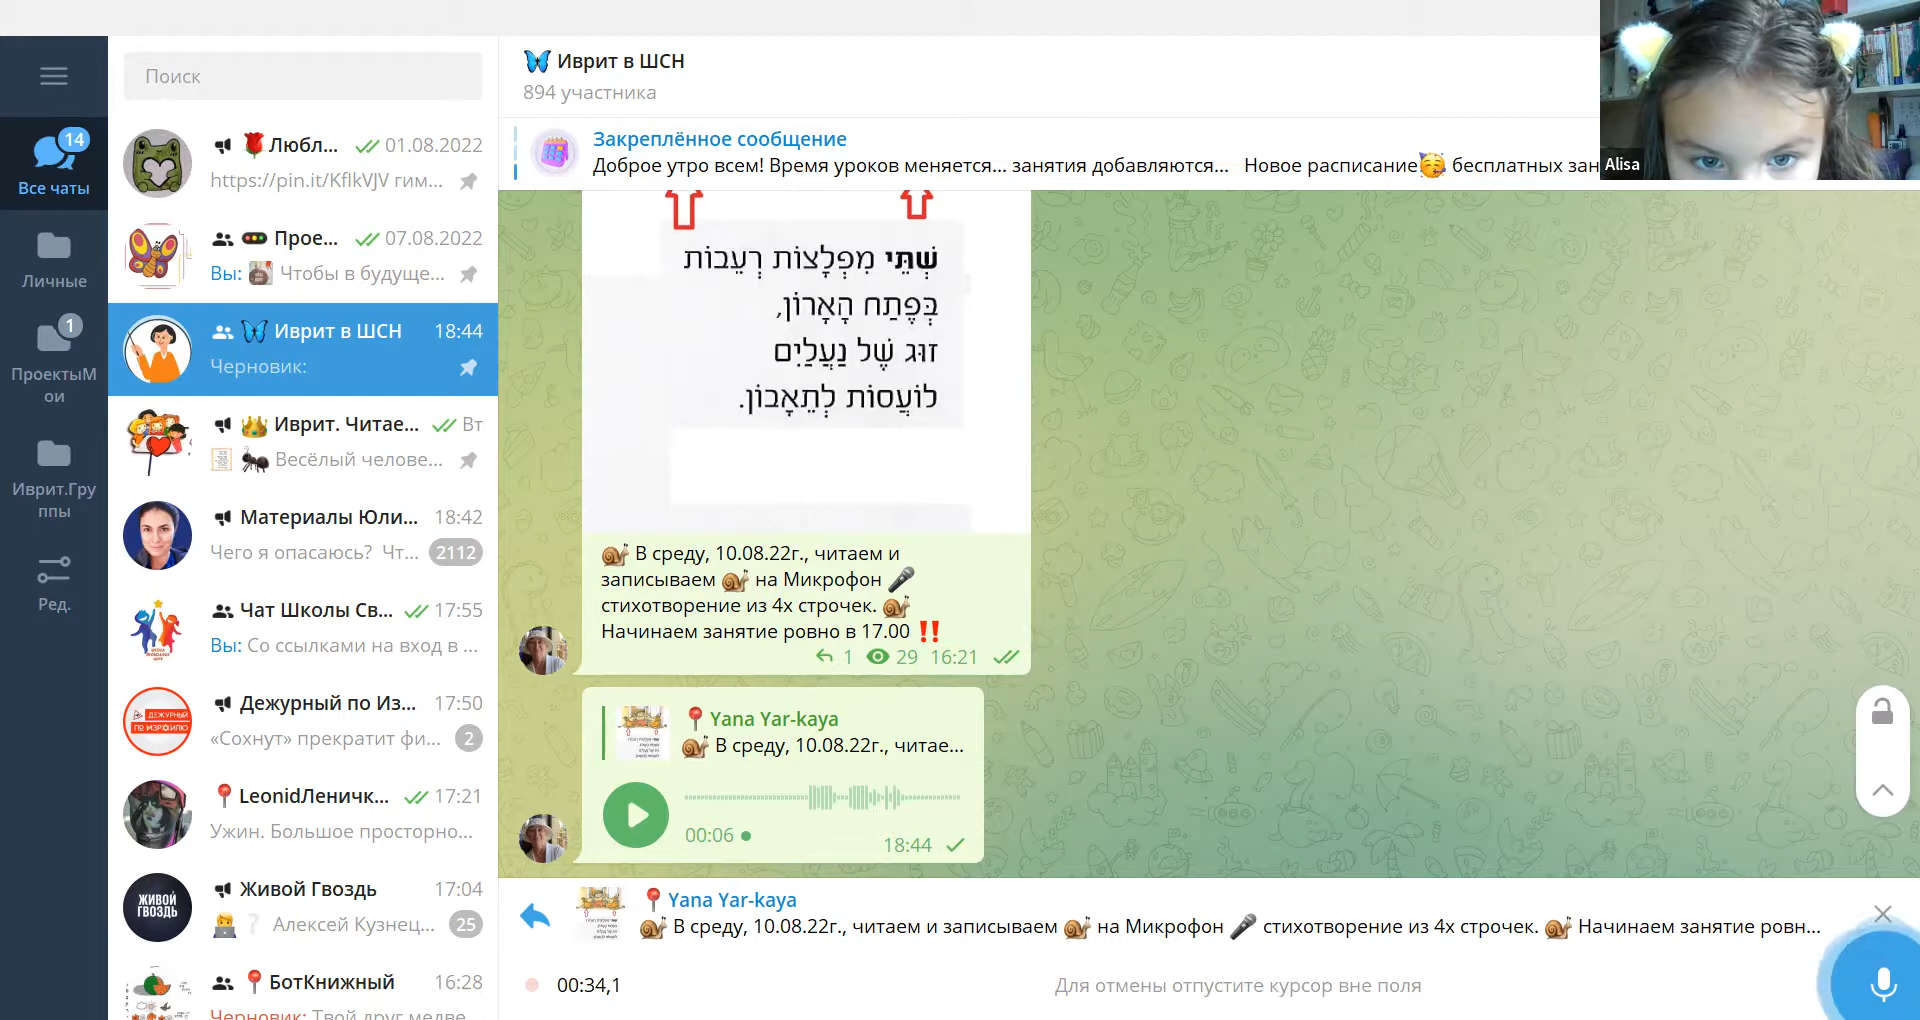 14
Все чаты
Личные
1
ПроектыМ
ои
Иврит.Гру
ппы
Ред.
Поиск
Любл... 01.08.2022
https://pin.it/KflkVJV гим...
Прое... 07.08.2022
Вы: Чтобы в будуще...
Иврит в ШСН 18:44
Черновик:
Иврит. Читае... Вт
Весёлый челове...
Материалы Юли... 18:42
Чего я опасаюсь? Чт... 2112
Чат Школы Св... 17:55
Вы: Со ссылками на вход в ...
Дежурный по Из... 17:50
«Сохнут» прекратит фи... 2
ДЕЖУРНЫЙ
ПО ИЗРАИЛЮ
LeonidЛеничк... 17:21
Ужин. Большое просторно...
Живой Гвоздь 17:04
Алексей Кузнец... 25
ЖИВОЙ
ГВОЗДЬ
БотКнижный 16:28
Черновик: Твой друг медве
Иврит в ШСН
894 участника
Закреплённое сообщение
Доброе утро всем! Время уроков меняется... занятия добавляются... Новое расписание бесплатных зан
Alisa
שְׁתֵּי מִפְלָצוֹת רְעֵבוֹת
בְּפֶתַח הָאָרוֹן,
זוּג שֶׁל נַעֲלַיִם
לוֹעֲסוֹת לְתֵאָבוֹן.
В среду, 10.08.22г., читаем и
записываем на Микрофон
стихотворение из 4х строчек.
Начинаем занятие ровно в 17.00 ‼
1 29 16:21
Yana Yar-kaya
В среду, 10.08.22г., читае...
00:06
18:44
Yana Yar-kaya
В среду, 10.08.22г., читаем и записываем на Микрофон стихотворение из 4х строчек. Начинаем занятие ровн...
00:34,1
Для отмены отпустите курсор вне поля